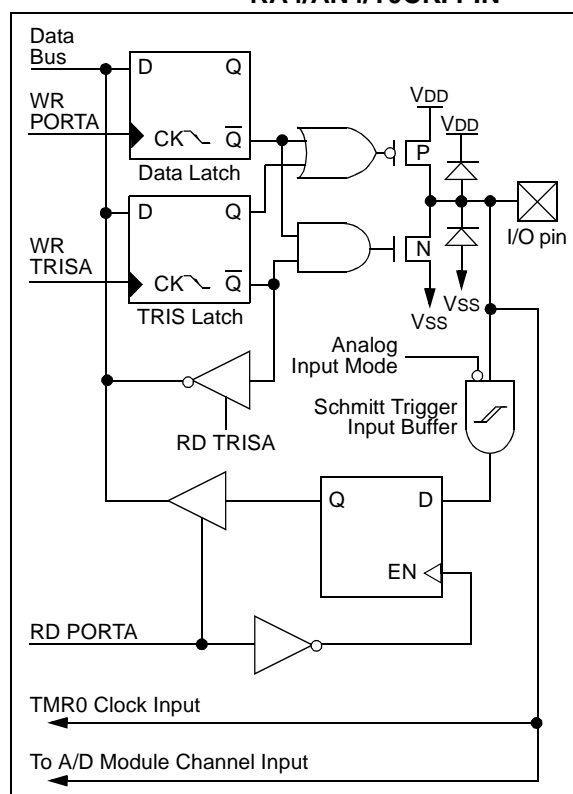 Data
Bus
D Q
WR
PORTA
CK Q
Data Latch
VDD
VDD
P
D Q
WR
TRISA
CK Q
TRIS Latch
N
I/O pin
VSS
VSS
Analog
Input Mode
Schmitt Trigger
Input Buffer
RD TRISA
Q D
EN
RD PORTA
TMR0 Clock Input
To A/D Module Channel Input